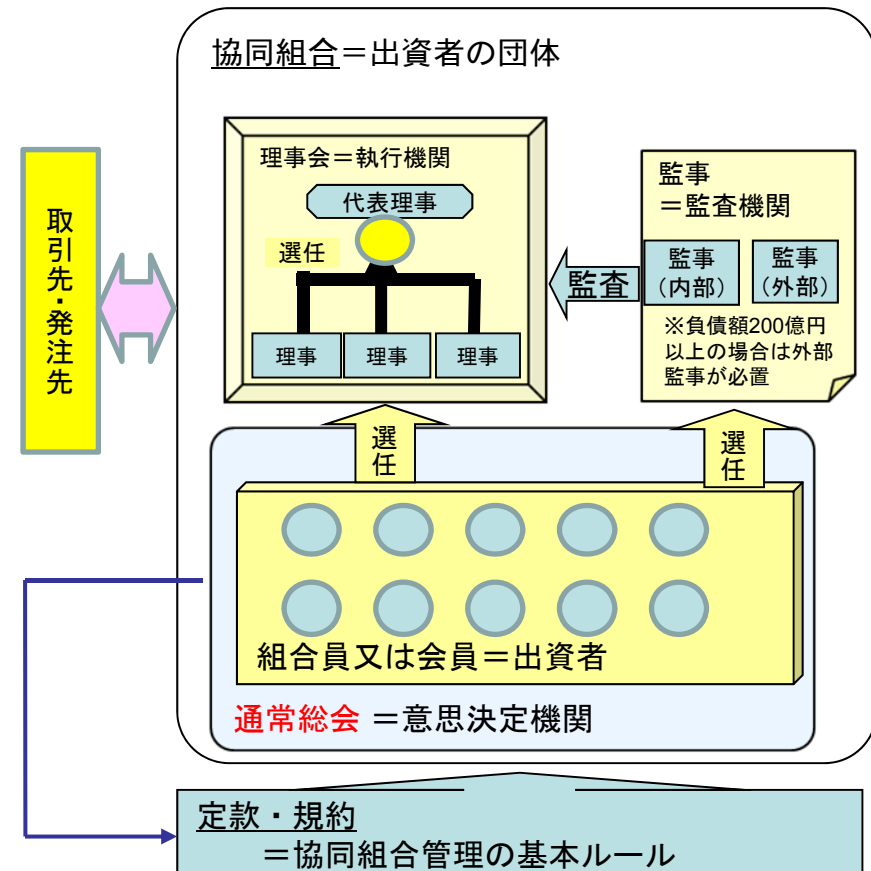 協同組合＝出資者の団体
理事会＝執行機関
代表理事
選任
理事
理事
理事
監査
監事
＝監査機関
監事
（内部）
監事
（外部）
※負債額200億円
以上の場合は外部
監事が必置
取引先・発注先
選任
選任
組合員又は会員＝出資者
通常総会 ＝意思決定機関
定款・規約
＝協同組合管理の基本ルール